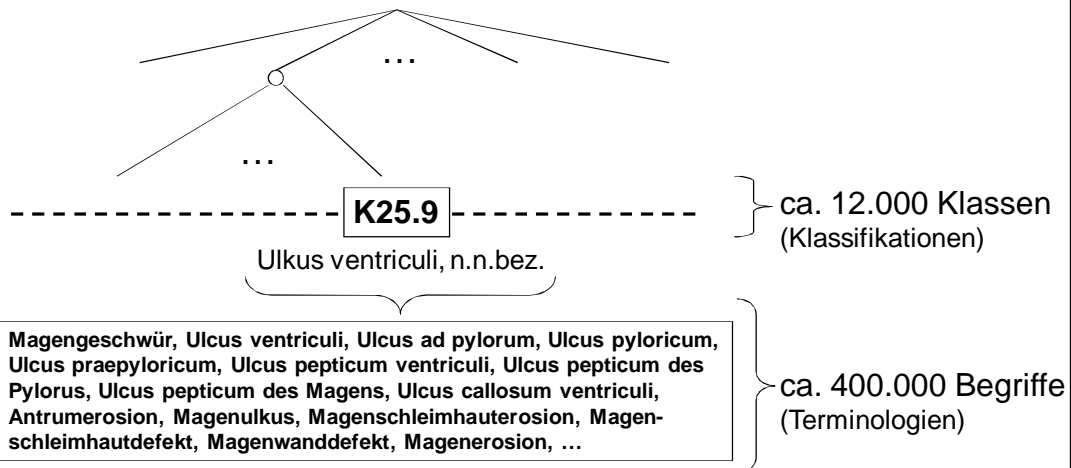 ...
...
K25.9
ca. 12.000 Klassen
(Klassifikationen)
Ulkus ventriculi, n.n.bez.
Magengeschwür, Ulcus ventriculi, Ulcus ad pylorum, Ulcus pyloricum,
Ulcus praepyloricum, Ulcus pepticum ventriculi, Ulcus pepticum des
Pylorus, Ulcus pepticum des Magens, Ulcus callosum ventriculi,
Antrumerosion, Magenulkus, Magenschleimhauterosion, Magen-
schleimhautdefekt, Magenwanddefekt, Magenerosion, ...
ca. 400.000 Begriffe
(Terminologien)